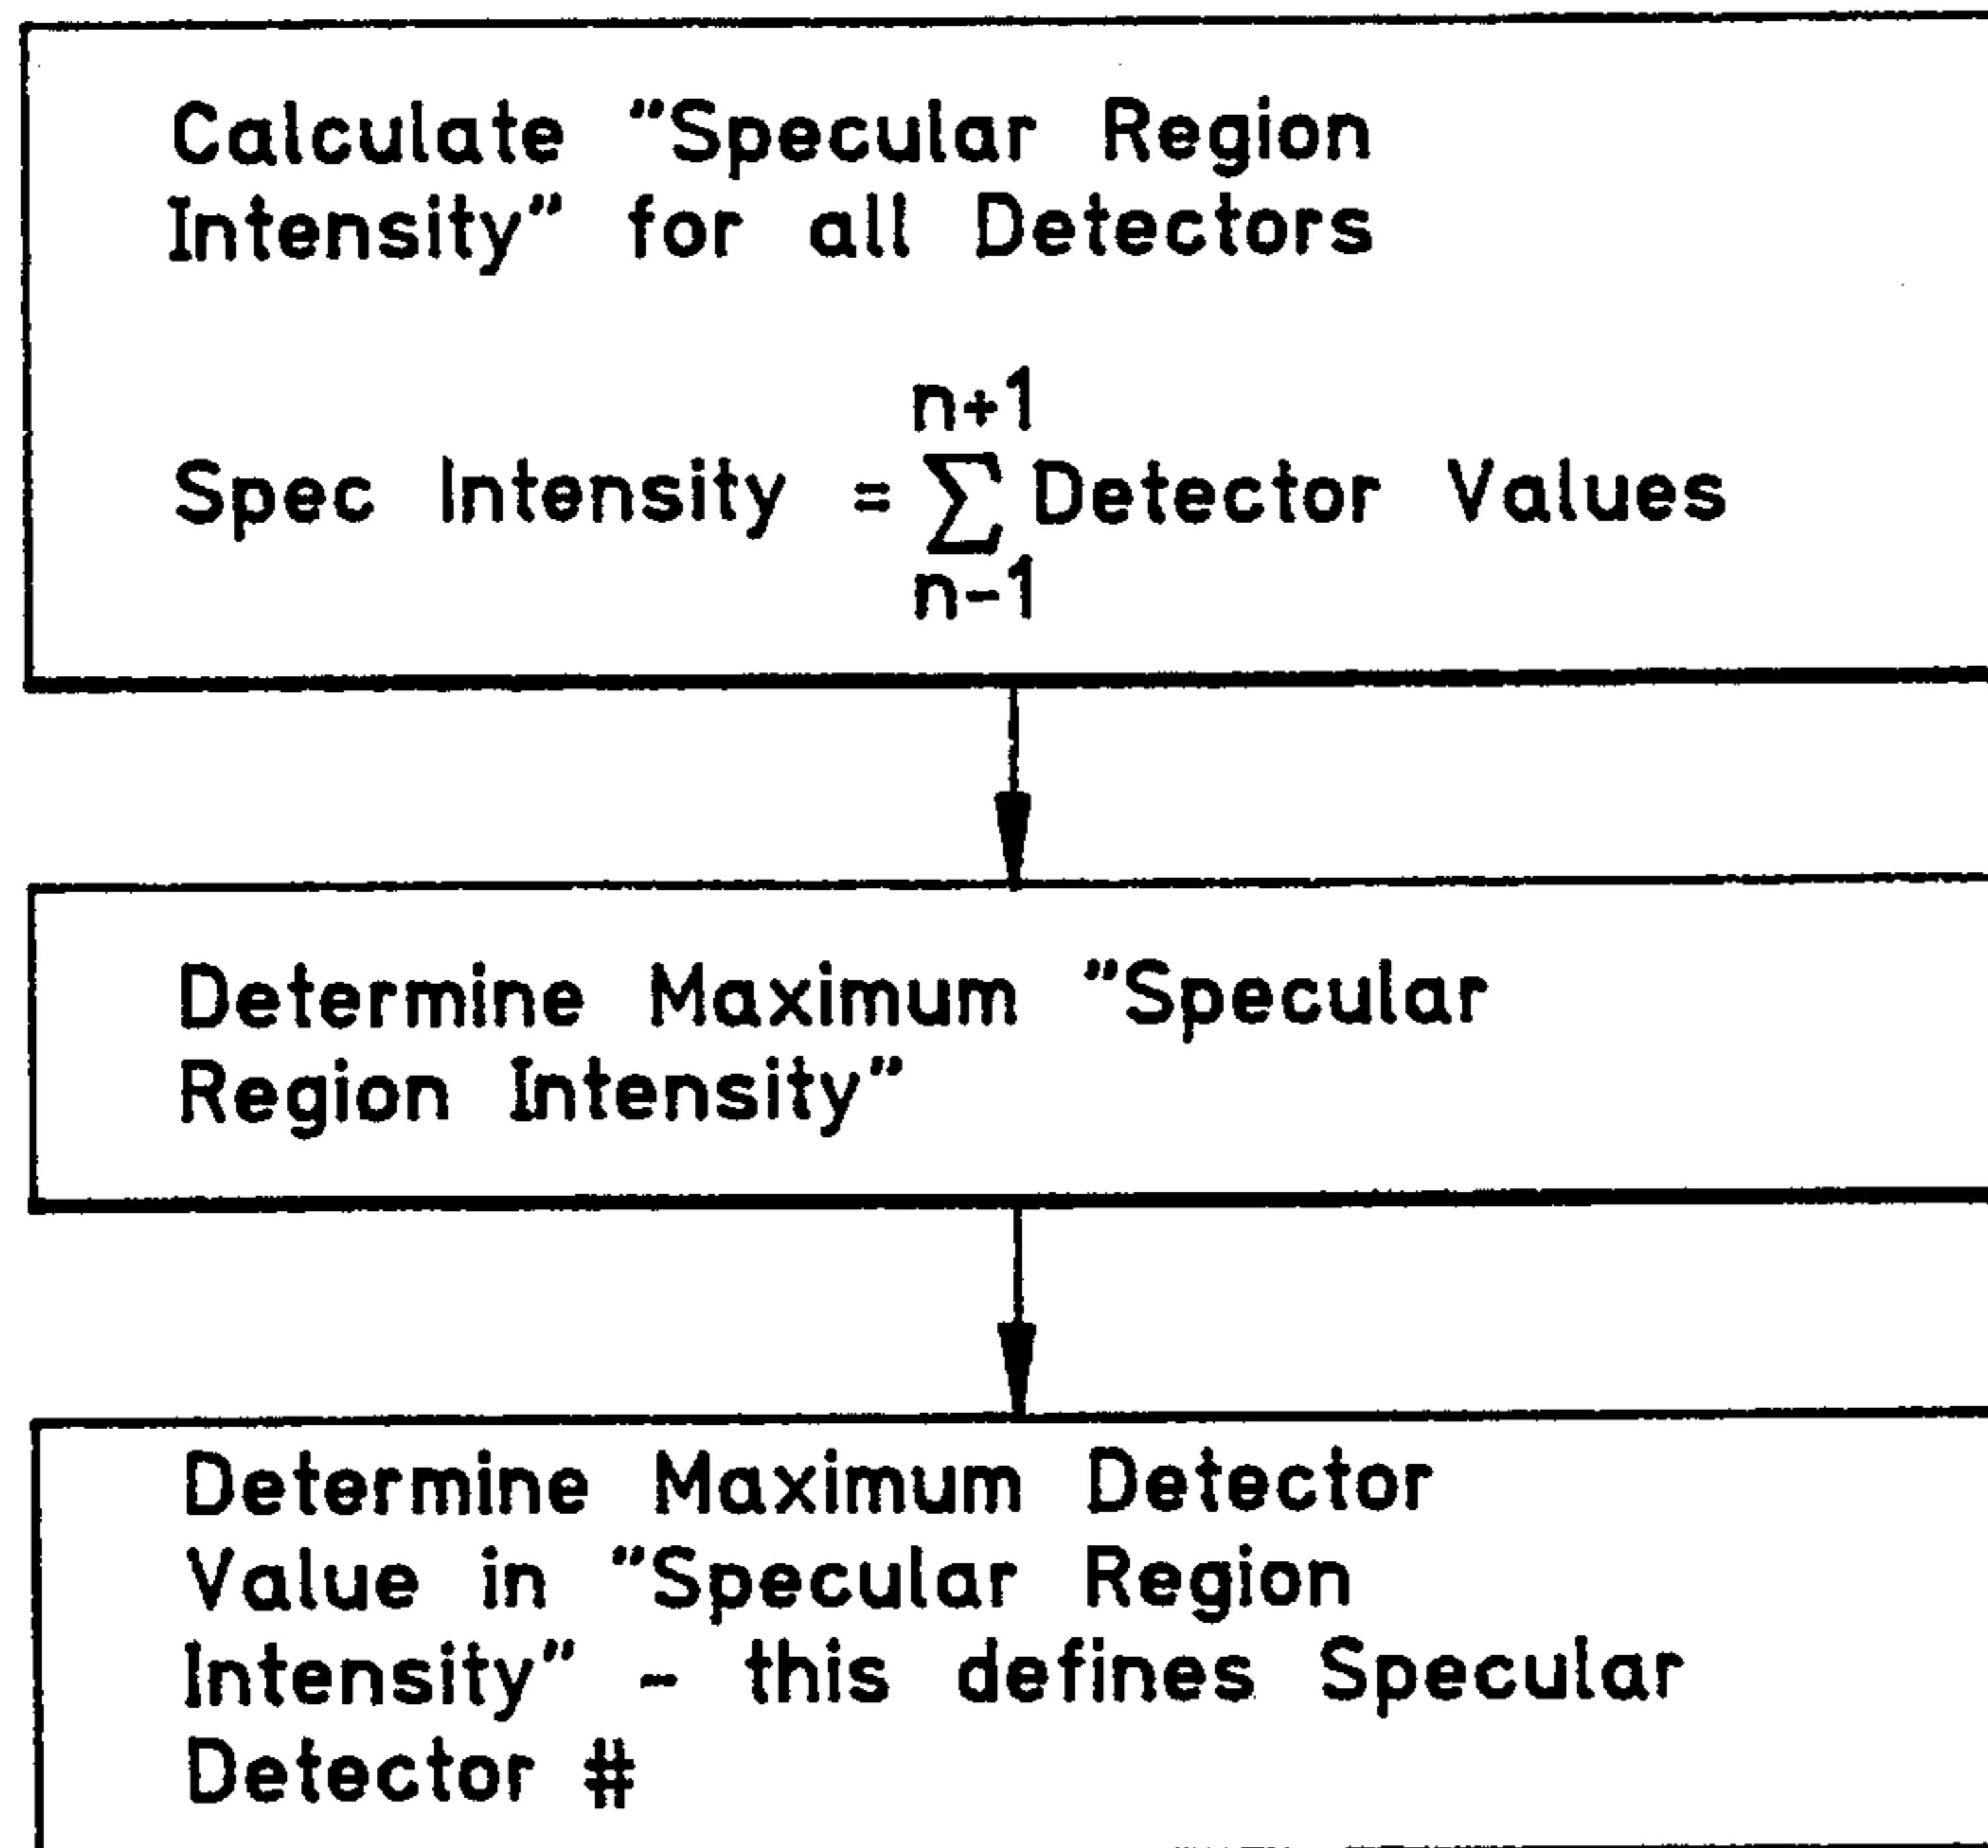 Calculate "Specular Region
Intensity" for all Detectors
n+1
Spec Intensity = Σ Detector Values
n-1
Determine Maximum "Specular
Region Intensity"
Determine Maximum Detector
Value in "Specular Region
Intensity" - this defines Specular
Detector #